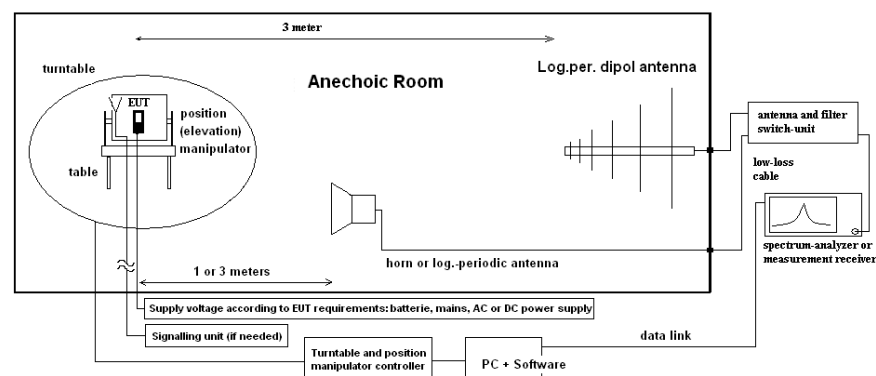 3 meter
turntable
Anechoic Room
Log.per. dipol antenna
EUT
position
(elevation)
manipulator
table
antenna and filter
switch-unit
low-loss
cable
spectrum-analyzer or
measurement receiver
horn or log.-periodic antenna
1 or 3 meters
Supply voltage according to EUT requirements: batterie, mains, AC or DC power supply
Signalling unit (if needed)
data link
Turntable and position
manipulator controller
PC + Software